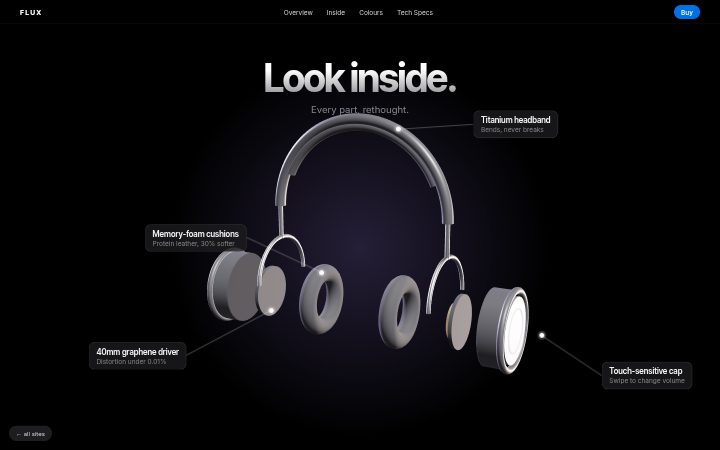 FLUX
Overview
Inside
Colours
Tech Specs
Buy
Look inside.
Every part, rethought.
Titanium headband
Bends, never breaks
Memory-foam cushions
Protein leather, 30% softer
40mm graphene driver
Distortion under 0.01%
Touch-sensitive cap
Swipe to change volume
← all sites